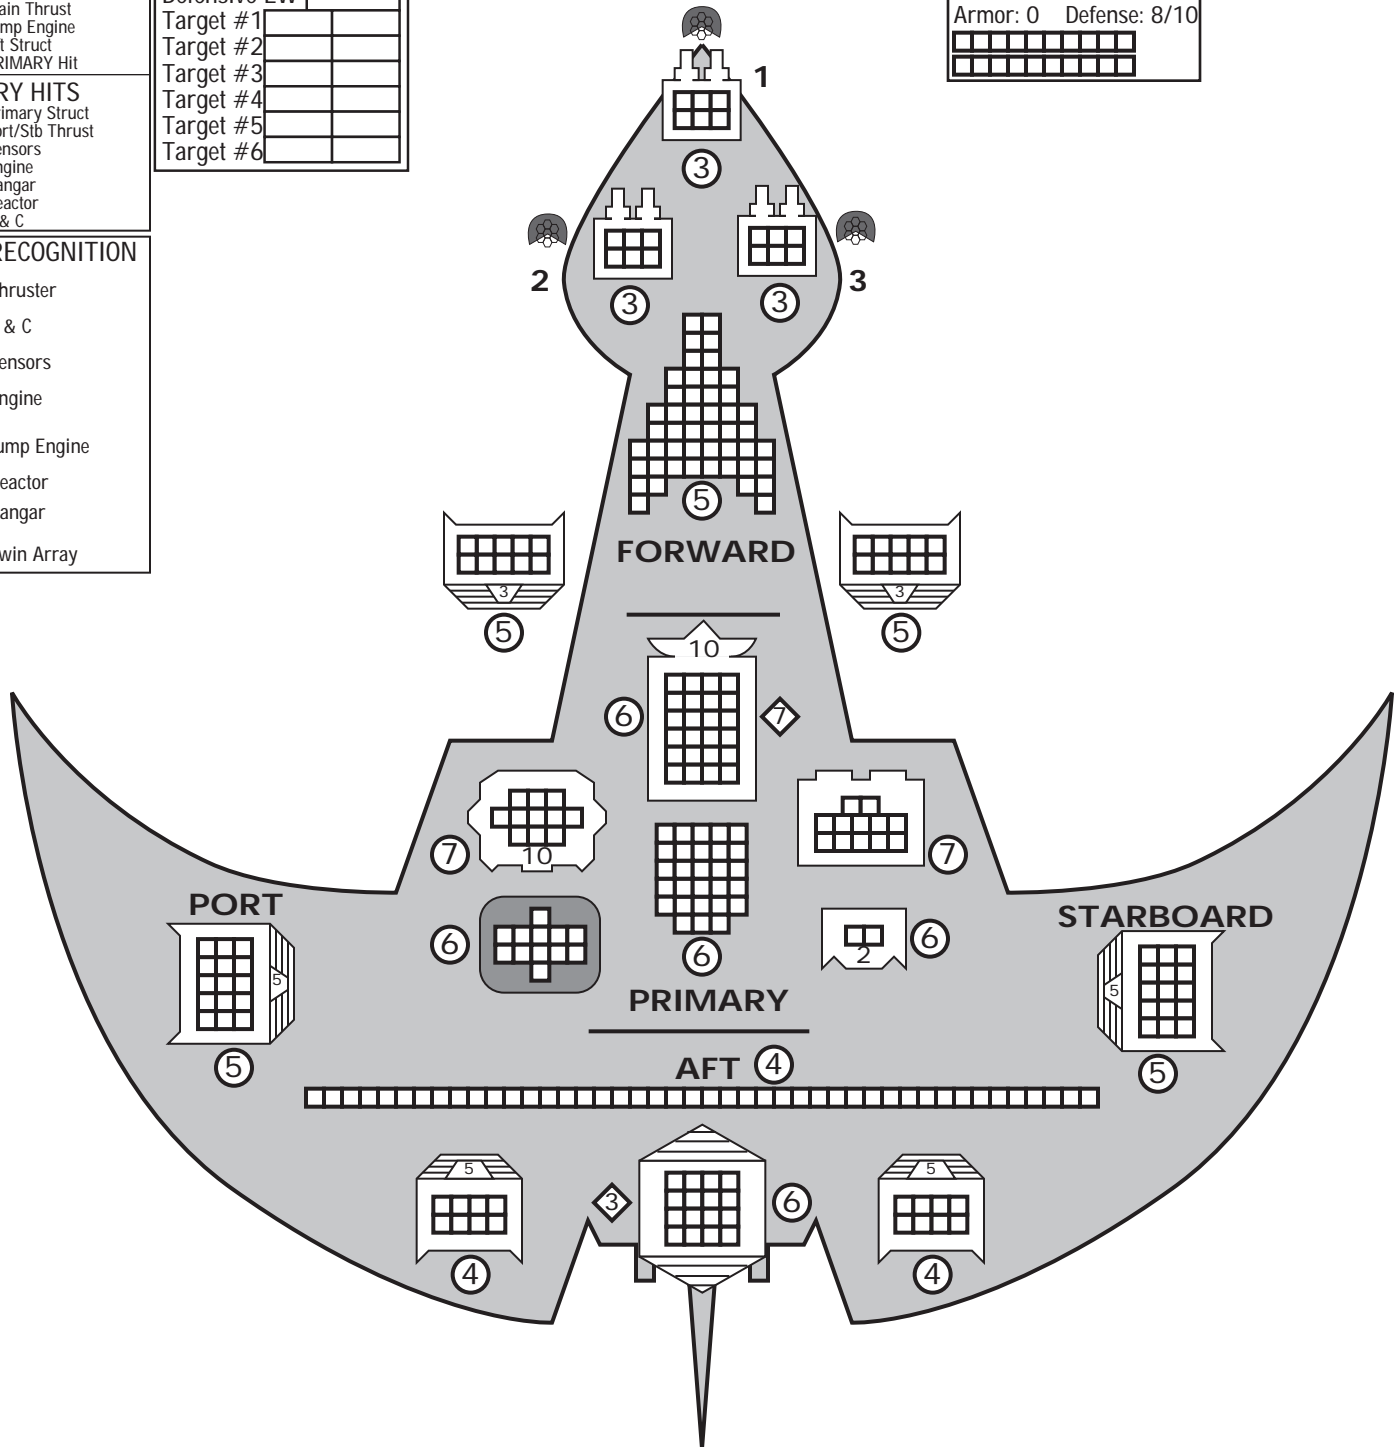 ain Thrust
mp Engine
t Struct
RIMARY Hit
RY HITS
imary Struct
ort/Stb Thrust
ensors
ngine
angar
eactor
& C
RECOGNITION
hruster
& C
ensors
ngine
ump Engine
eactor
angar
win Array
Defensive EW
Target #1
Target #2
Target #3
Target #4
Target #5
Target #6
Armor: 0 Defense: 8/10
1
3
2
3
3
3
5
FORWARD
3
3
5
5
10
6
7
7
10
7
PORT
STARBOARD
6
2
6
6
5
5
PRIMARY
5
5
AFT 4
5
5
3
6
4
4